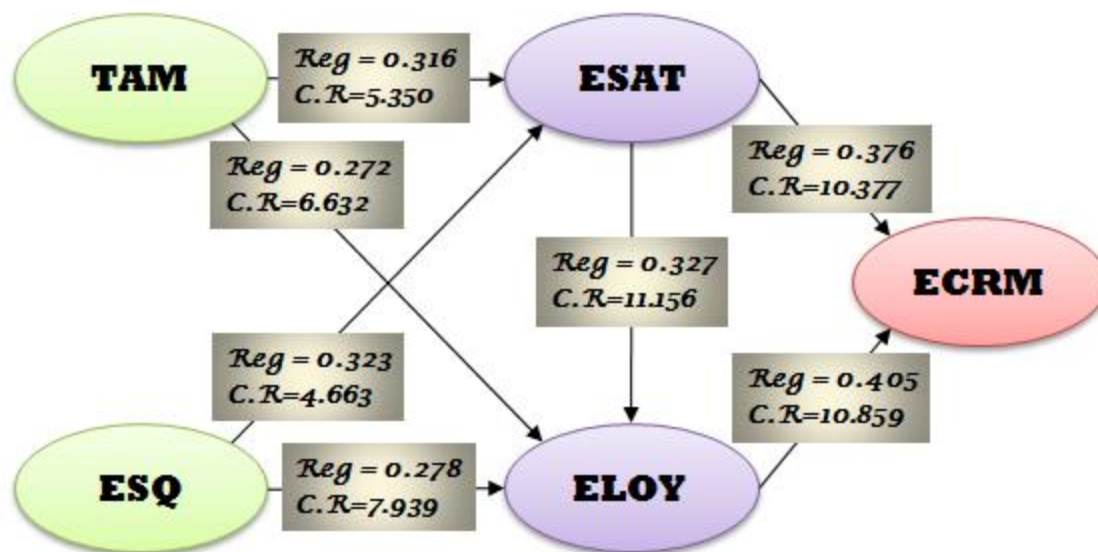 TAM
Reg = 0.316
C.R=5.350
ESAT
Reg = 0.272
C.R=6.632
Reg = 0.376
C.R=10.377
Reg = 0.327
C.R=11.156
ECRM
Reg = 0.323
C.R=4.663
Reg = 0.405
C.R=10.859
ESQ
Reg = 0.278
C.R=7.939
ELOY